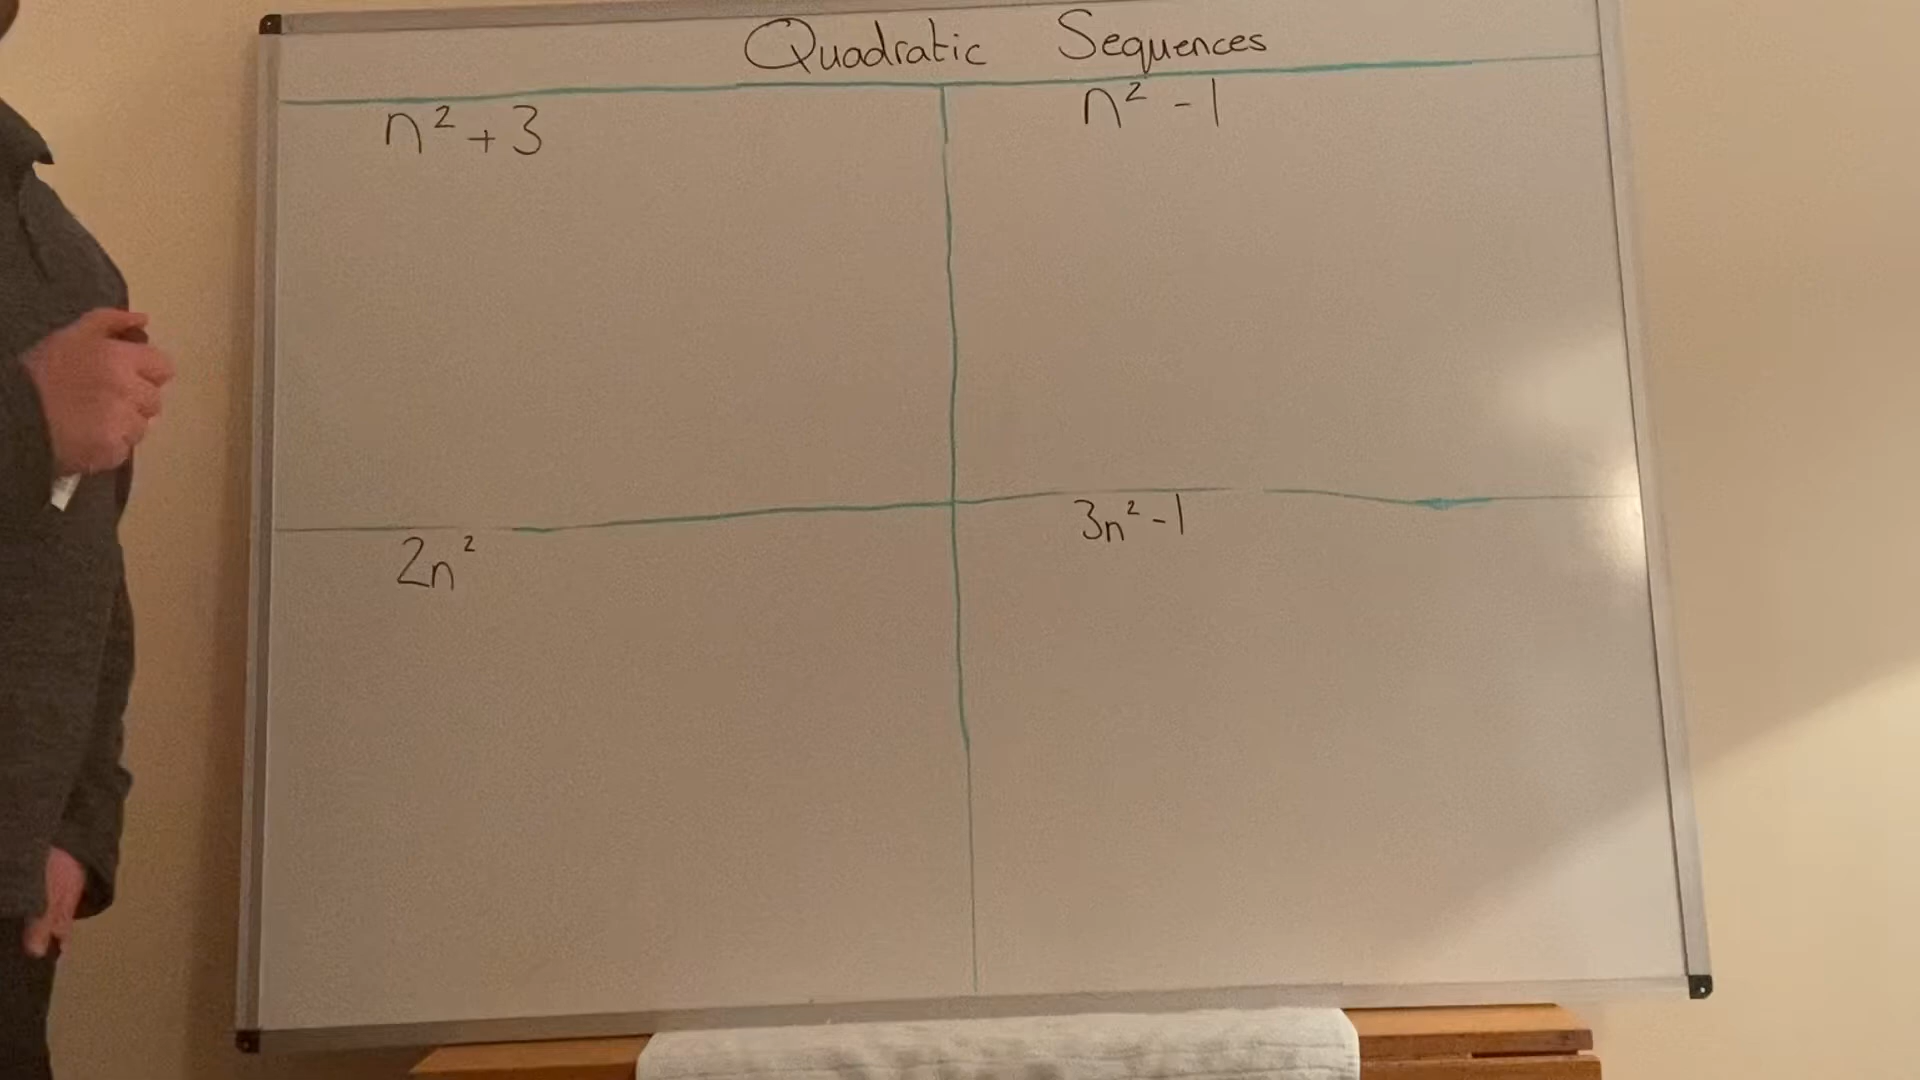 Quadratic Sequences
n² + 3
n² - 1
2n²
3n² - 1